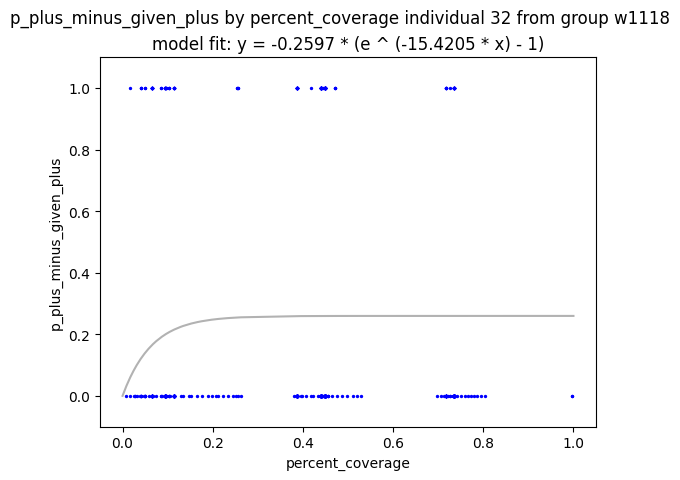 p_plus_minus_given_plus by percent_coverage individual 32 from group w1118
model fit: y = -0.2597 * (e ^ (-15.4205 * x) - 1)
1.0
0.8
0.6
0.4
0.2
0.0
p_plus_minus_given_plus
0.0 0.2 0.4 0.6 0.8 1.0
percent_coverage